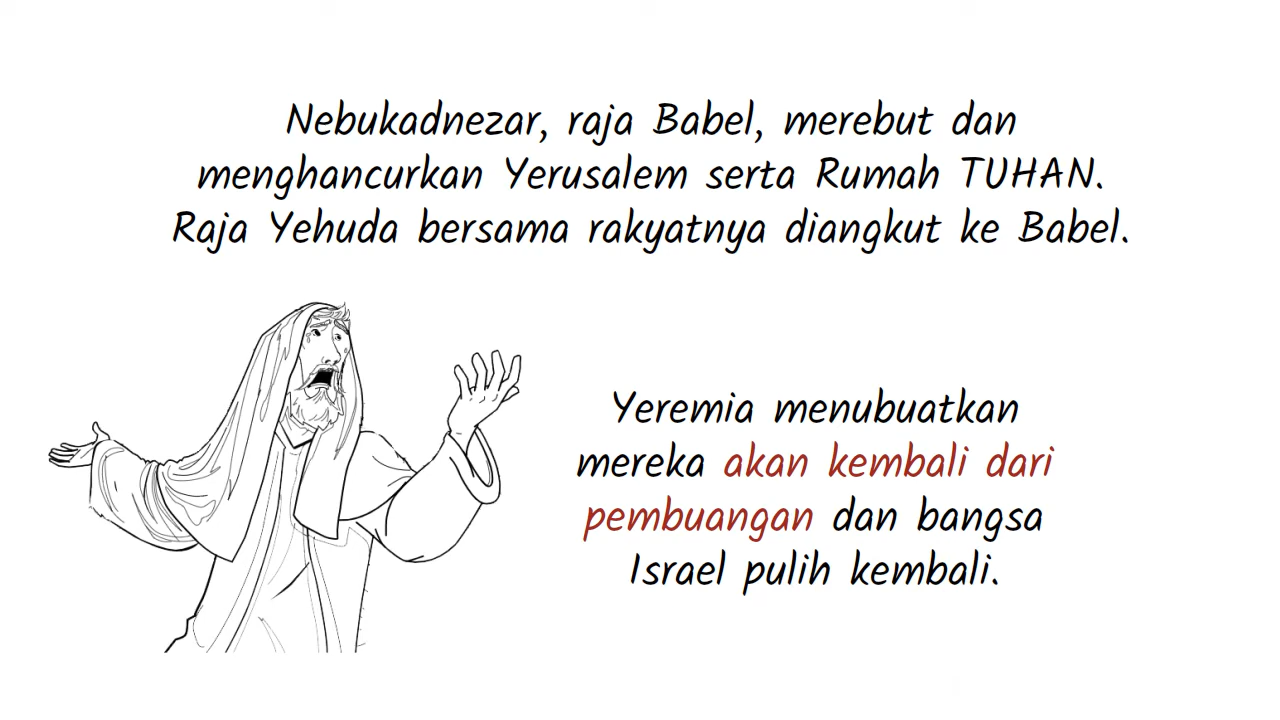 Nebukadnezar, raja Babel, merebut dan
menghancurkan Yerusalem serta Rumah TUHAN.
Raja Yehuda bersama rakyatnya diangkut ke Babel.
Yeremia menubuatkan
mereka akan kembali dari
pembuangan dan bangsa
Israel pulih kembali.